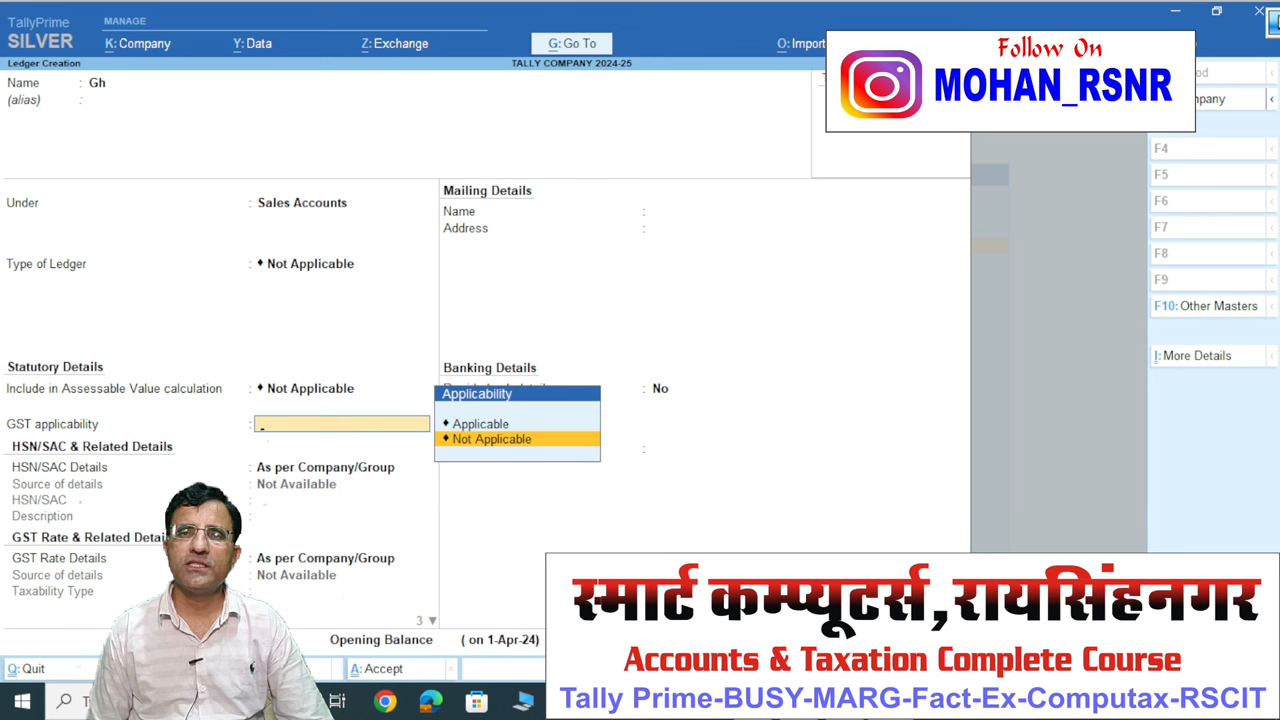 TallyPrime
MANAGE
SILVER
K: Company
Y: Data
Z: Exchange
G: Go To
O: Import
Follow On
MOHAN_RSNR
Ledger Creation
TALLY COMPANY 2024-25
Name : Gh
(alias) :
F4
F5
F6
F7
F8
F9
F10: Other Masters
I: More Details
Under : Sales Accounts
Type of Ledger : ♦ Not Applicable
Mailing Details
Name :
Address :
Statutory Details
Include in Assessable Value calculation : ♦ Not Applicable
GST applicability :
HSN/SAC & Related Details
HSN/SAC Details : As per Company/Group
Source of details : Not Available
HSN/SAC :
Description :
GST Rate & Related
GST Rate Details : As per Company/Group
Source of details : Not Available
Taxability Type :
3 ▼
Banking Details
: No
Applicability
♦ Applicable
♦ Not Applicable
:
Opening Balance ( on 1-Apr-24)
Q: Quit
A: Accept
स्मार्ट कम्प्यूटर्स,रायसिंहनगर
Accounts & Taxation Complete Course
Tally Prime-BUSY-MARG-Fact-Ex-Computax-RSCIT